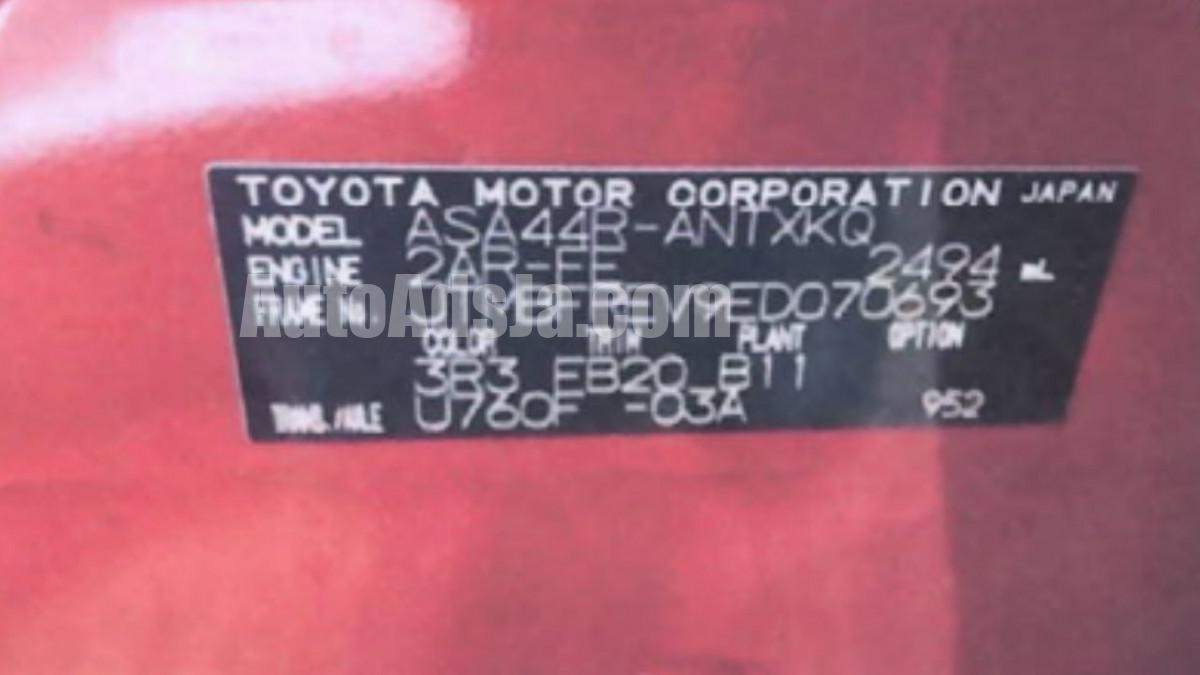 TOYOTA MOTOR CORPORATION JAPAN
MODEL ASA44R-ANTXKQ
ENGINE 2AR-FE 2494 mL
FRAME NO.
AutoAdsJa.com
COLOR TRIM PLANT OPTION
3R3 EB20 B11
TRANS./AXLE U760F -03A 952